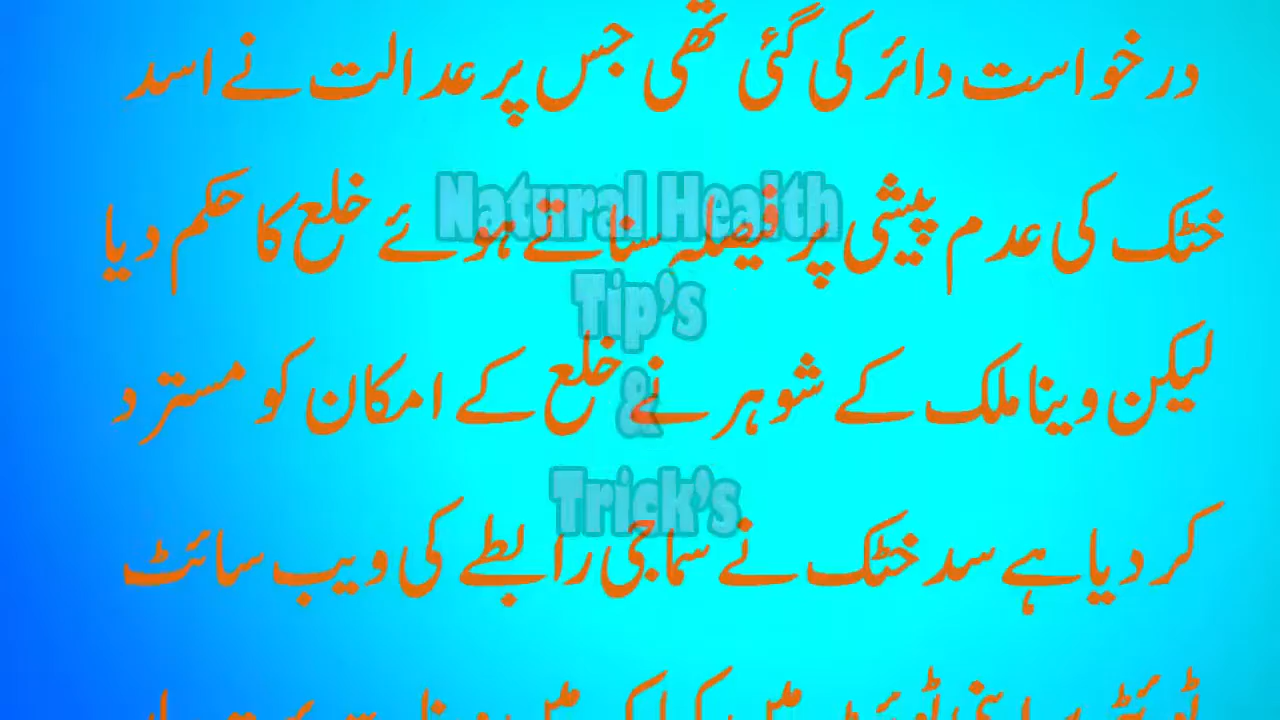 درخواست دائر کی گئی تھی جس پر عدالت نے اسد
خٹک کی عدم پیشی پر فیصلہ سناتے ہوئے خلع کا حکم دیا
لیکن وینا ملک کے شوہر نے خلع کے امکان کو مسترد
کر دیا ہے سد خٹک نے سماجی رابطے کی ویب سائٹ
Natural Health
Tip's
&
Trick's